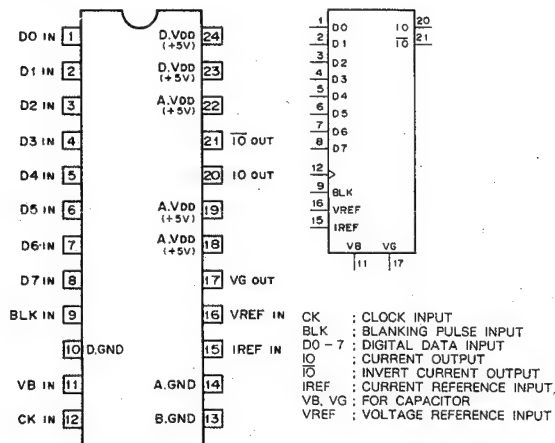 D0 IN 1
D1 IN 2
D2 IN 3
D3 IN 4
D4 IN 5
D5 IN 6
D6 IN 7
D7 IN 8
BLK IN 9
10 D.GND
VB IN 11
CK IN 12
D.VDD 24
(+5V)
D.VDD 23
(+5V)
A.VDD 22
(+5V)
21 I̅O̅ OUT
20 IO OUT
A.VDD 19
(+5V)
A.VDD 18
(+5V)
17 VG OUT
16 VREF IN
15 IREF IN
A.GND 14
B.GND 13
1 D0 IO 20
2 D1 I̅O̅ 21
3 D2
4 D3
5 D4
6 D5
7 D6
8 D7
12
9 BLK
16 VREF
15 IREF
VB VG
11 17
CK ; CLOCK INPUT
BLK ; BLANKING PULSE INPUT
D0 - 7 ; DIGITAL DATA INPUT
IO ; CURRENT OUTPUT
I̅O̅ ; INVERT CURRENT OUTPUT
IREF ; CURRENT REFERENCE INPUT,
VB, VG ; FOR CAPACITOR
VREF ; VOLTAGE REFERENCE INPUT